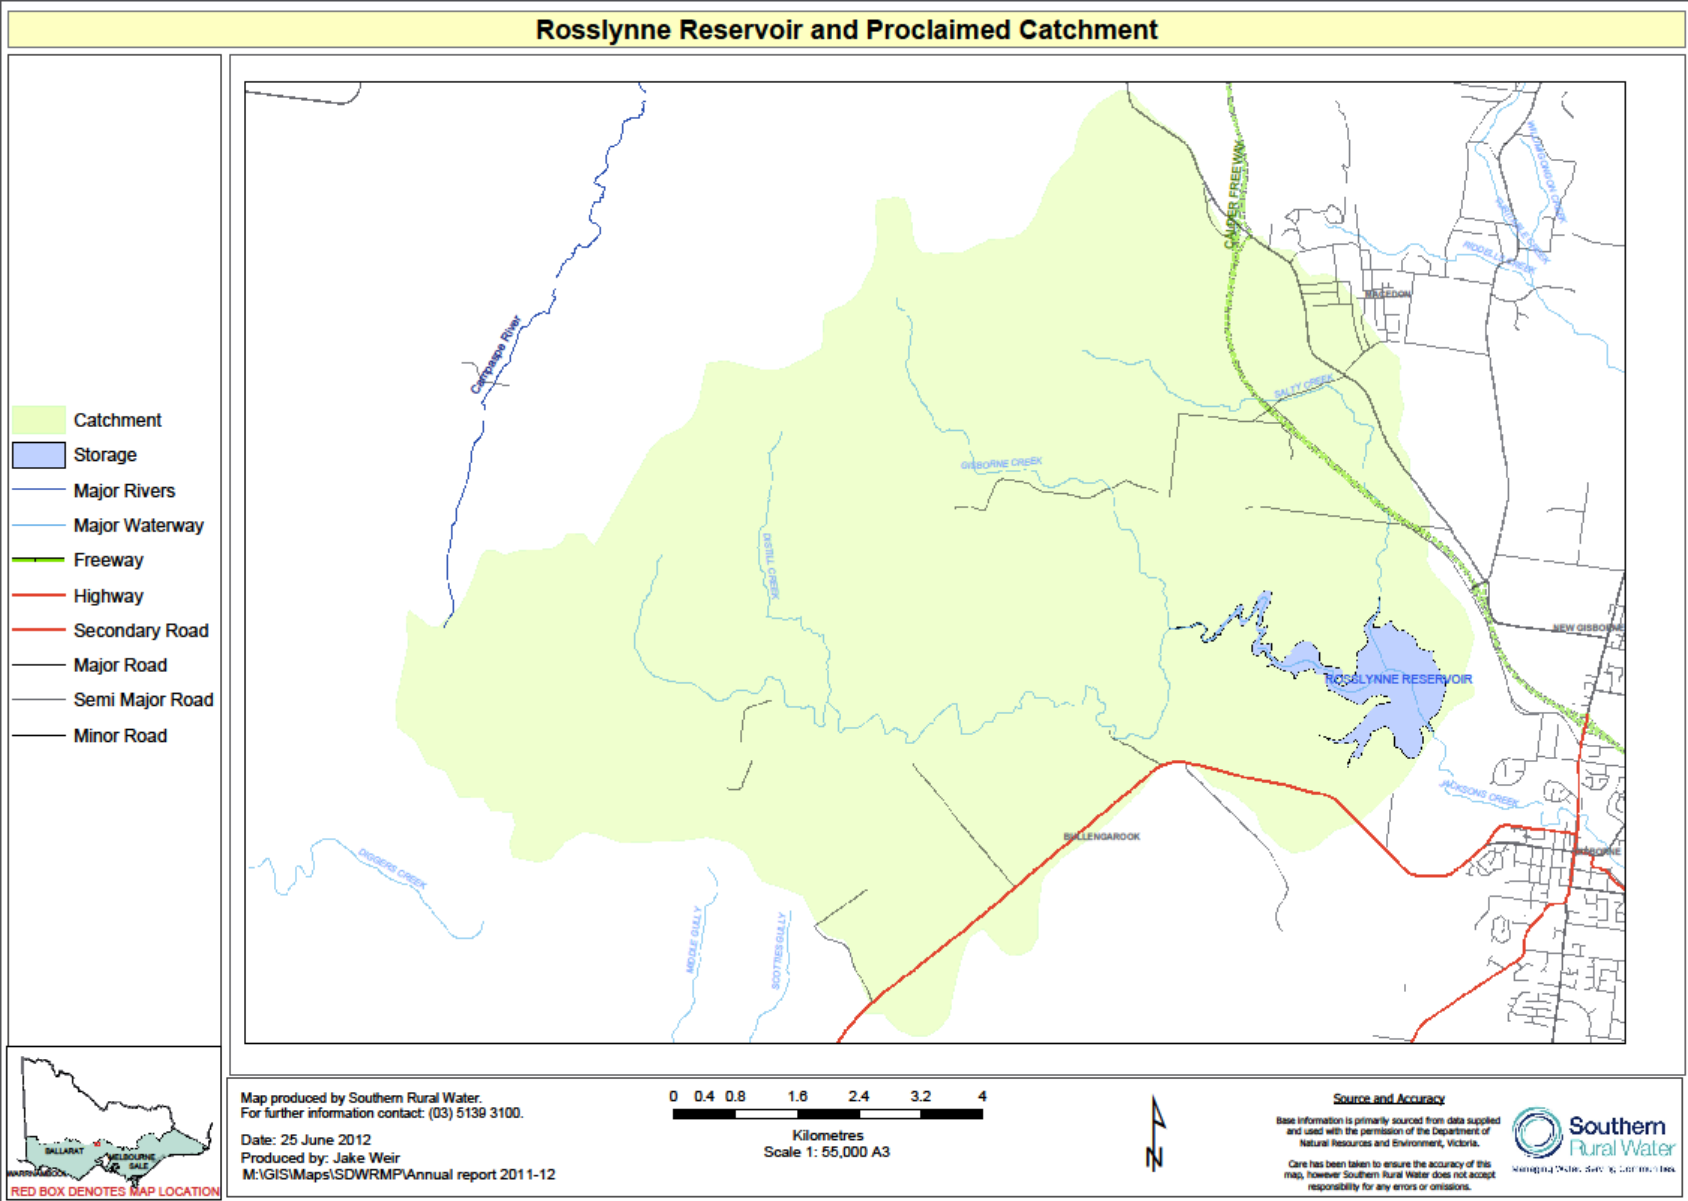 Rosslynne Reservoir and Proclaimed Catchment
Catchment
Storage
Major Rivers
Major Waterway
Freeway
Highway
Secondary Road
Major Road
Semi Major Road
Minor Road
Campaspe River
CALDER FREEWAY
RIDDELLS CREEK
MACEDON
SALTY CREEK
GISBORNE CREEK
DISTILL CREEK
NEW GISBORNE
ROSSLYNNE RESERVOIR
JACKSONS CREEK
BULLENGAROOK
GISBORNE
DIGGERS CREEK
MIDDLE GULLY
SCOTTIES GULLY
BALLARAT
MELBOURNE
SALE
WARRNAMBOOL
RED BOX DENOTES MAP LOCATION
Map produced by Southern Rural Water.
For further information contact: (03) 5139 3100.
Date: 25 June 2012
Produced by: Jake Weir
M:\GIS\Maps\SDWRMP\Annual report 2011-12
0 0.4 0.8 1.6 2.4 3.2 4
Kilometres
Scale 1: 55,000 A3
N
Source and Accuracy
Base information is primarily sourced from data supplied
and used with the permission of the Department of
Natural Resources and Environment, Victoria.
Care has been taken to ensure the accuracy of this
map, however Southern Rural Water does not accept
responsibility for any errors or omissions.
Southern
Rural Water
Managing Water. Serving Communities.